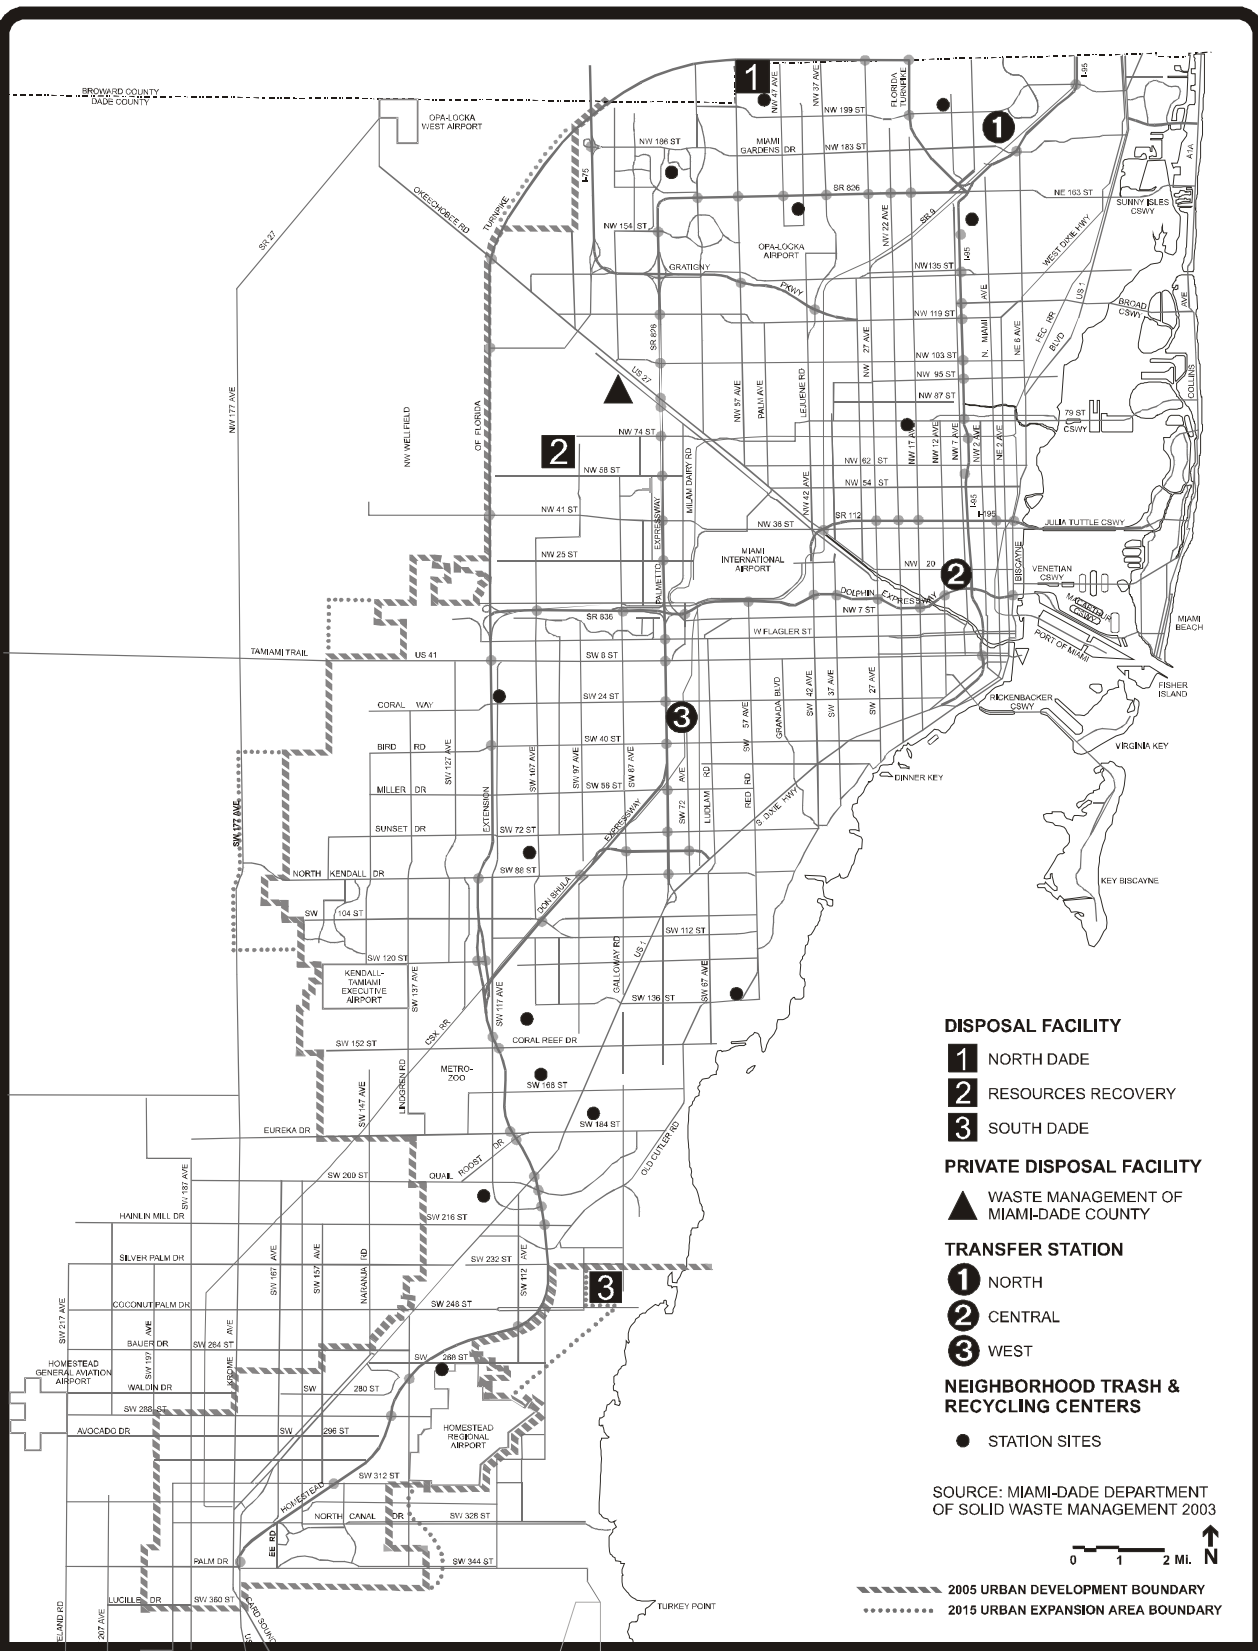 BROWARD COUNTY
DADE COUNTY
OPA-LOCKA
WEST AIRPORT
1
NW 47 AVE
NW 37 AVE
FLORIDA
TURNPIKE
I-95
NW 199 ST
1
NW 186 ST
MIAMI
GARDENS DR
NW 183 ST
A1A
I-75
OKEECHOBEE RD
TURNPIKE
SR 826
NE 163 ST
SUNNY ISLES
CSWY
SR 27
NW 154 ST
NW 22 AVE
SR 9
WEST DIXIE HWY
OPA-LOCKA
AIRPORT
I-95
GRATIGNY
PKWY
NW135 ST
US 1
BROAD
CSWY
AVE
NW 119 ST
N. MIAMI AVE
NE 6 AVE
FEC RR
BLVD
SR 826
NW 27 AVE
NW 103 ST
US 27
NW 95 ST
NW 87 ST
COLLINS
NW 177 AVE
NW WELLFIELD
OF FLORIDA
NW 57 AVE
PALM AVE
LEJUENE RD
79 ST
CSWY
NW 74 ST
2
NW 17 AVE
NW 12 AVE
NW 7 AVE
NW 2 AVE
NE 2 AVE
NW 62 ST
NW 58 ST
MILAM DAIRY RD
NW 54 ST
NW 42 AVE
I-95
I-195
NW 41 ST
EXPRESSWAY
NW 36 ST
SR 112
JULIA TUTTLE CSWY
NW 25 ST
MIAMI
INTERNATIONAL
AIRPORT
NW 20
2
BISCAYNE
VENETIAN
CSWY
PALMETTO
DOLPHIN EXPRESSWAY
SR 836
NW 7 ST
MACARTHUR
CSWY
MIAMI
BEACH
W FLAGLER ST
PORT OF MIAMI
TAMIAMI TRAIL
US 41
SW 8 ST
FISHER
ISLAND
SW 24 ST
CORAL WAY
3
SW 57 AVE
GRANADA BLVD
SW 42 AVE
SW 37 AVE
SW 27 AVE
RICKENBACKER
CSWY
BIRD RD
SW 40 ST
VIRGINIA KEY
SW 127 AVE
SW 107 AVE
SW 97 AVE
SW 87 AVE
DINNER KEY
MILLER DR
SW 56 ST
SW 177 AVE
EXTENSION
SW 72 AVE
LUDLAM RD
RED RD
S. DIXIE HWY
SUNSET DR
SW 72 ST
EXPRESSWAY
NORTH KENDALL DR
SW 88 ST
DON SHULA
KEY BISCAYNE
SW 104 ST
SW 112 ST
GALLOWAY RD
US 1
SW 120 ST
KENDALL-
TAMIAMI
EXECUTIVE
AIRPORT
SW 137 AVE
SW 117 AVE
SW 136 ST
SW 67 AVE
CSX RR
SW 152 ST
CORAL REEF DR
METRO-
ZOO
SW 168 ST
SW 147 AVE
LINDGREN RD
SW 184 ST
EUREKA DR
OLD CUTLER RD
SW 200 ST
QUAIL ROOST DR
SW 187 AVE
HAINLIN MILL DR
SW 216 ST
SILVER PALM DR
SW 232 ST
SW 167 AVE
SW 157 AVE
NARANJA RD
SW 112 AVE
3
COCONUT PALM DR
SW 248 ST
SW 217 AVE
SW 197 AVE
BAUER DR
SW 264 ST
KROME AVE
SW 268 ST
HOMESTEAD
GENERAL AVIATION
AIRPORT
WALDIN DR
SW 280 ST
SW 288 ST
AVOCADO DR
SW 296 ST
HOMESTEAD
REGIONAL
AIRPORT
SW 312 ST
HOMESTEAD
NORTH CANAL DR
SW 328 ST
PALM DR
SW 344 ST
LUCILLE DR
SW 360 ST
ELAND RD
207 AVE
CARD SOUND
US
TURKEY POINT
DISPOSAL FACILITY
1 NORTH DADE
2 RESOURCES RECOVERY
3 SOUTH DADE
PRIVATE DISPOSAL FACILITY
WASTE MANAGEMENT OF
MIAMI-DADE COUNTY
TRANSFER STATION
1 NORTH
2 CENTRAL
3 WEST
NEIGHBORHOOD TRASH &
RECYCLING CENTERS
STATION SITES
SOURCE: MIAMI-DADE DEPARTMENT
OF SOLID WASTE MANAGEMENT 2003
0 1 2 Mi. N
2005 URBAN DEVELOPMENT BOUNDARY
2015 URBAN EXPANSION AREA BOUNDARY